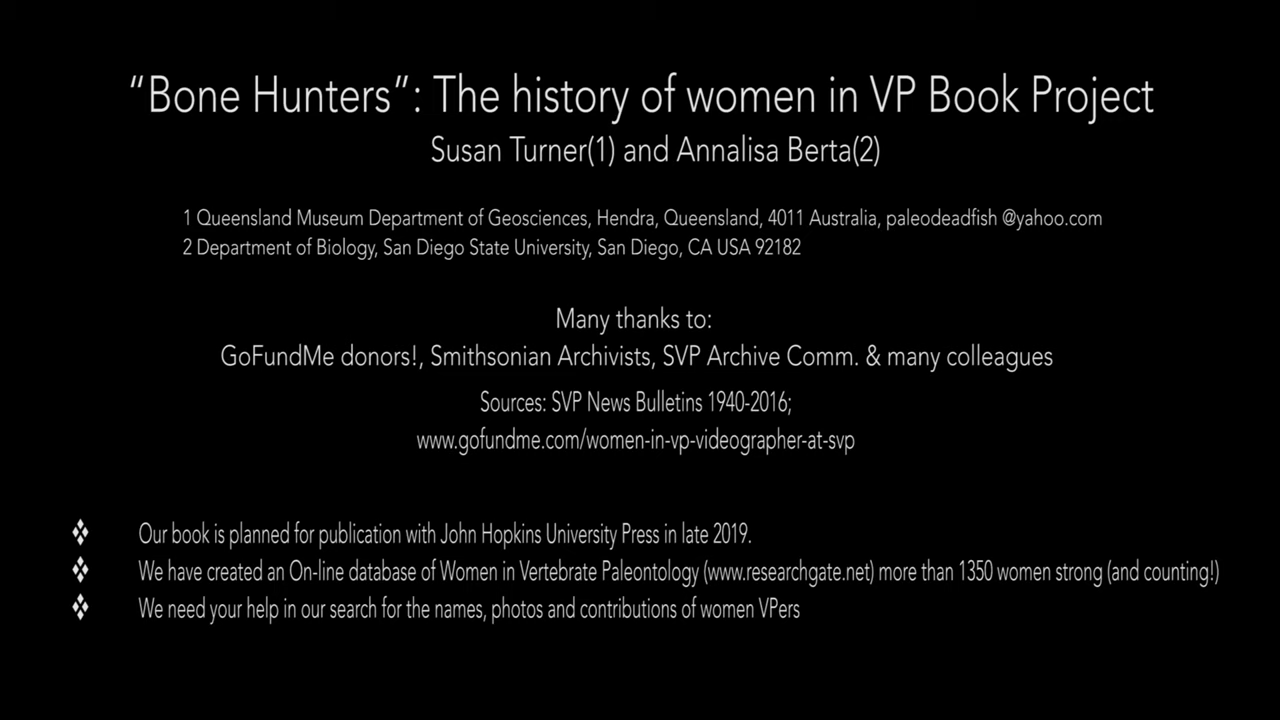 “Bone Hunters”: The history of women in VP Book Project
Susan Turner(1) and Annalisa Berta(2)
1 Queensland Museum Department of Geosciences, Hendra, Queensland, 4011 Australia, paleodeadfish @yahoo.com
2 Department of Biology, San Diego State University, San Diego, CA USA 92182
Many thanks to:
GoFundMe donors!, Smithsonian Archivists, SVP Archive Comm. & many colleagues
Sources: SVP News Bulletins 1940-2016;
www.gofundme.com/women-in-vp-videographer-at-svp
❖ Our book is planned for publication with John Hopkins University Press in late 2019.
❖ We have created an On-line database of Women in Vertebrate Paleontology (www.researchgate.net) more than 1350 women strong (and counting!)
❖ We need your help in our search for the names, photos and contributions of women VPers